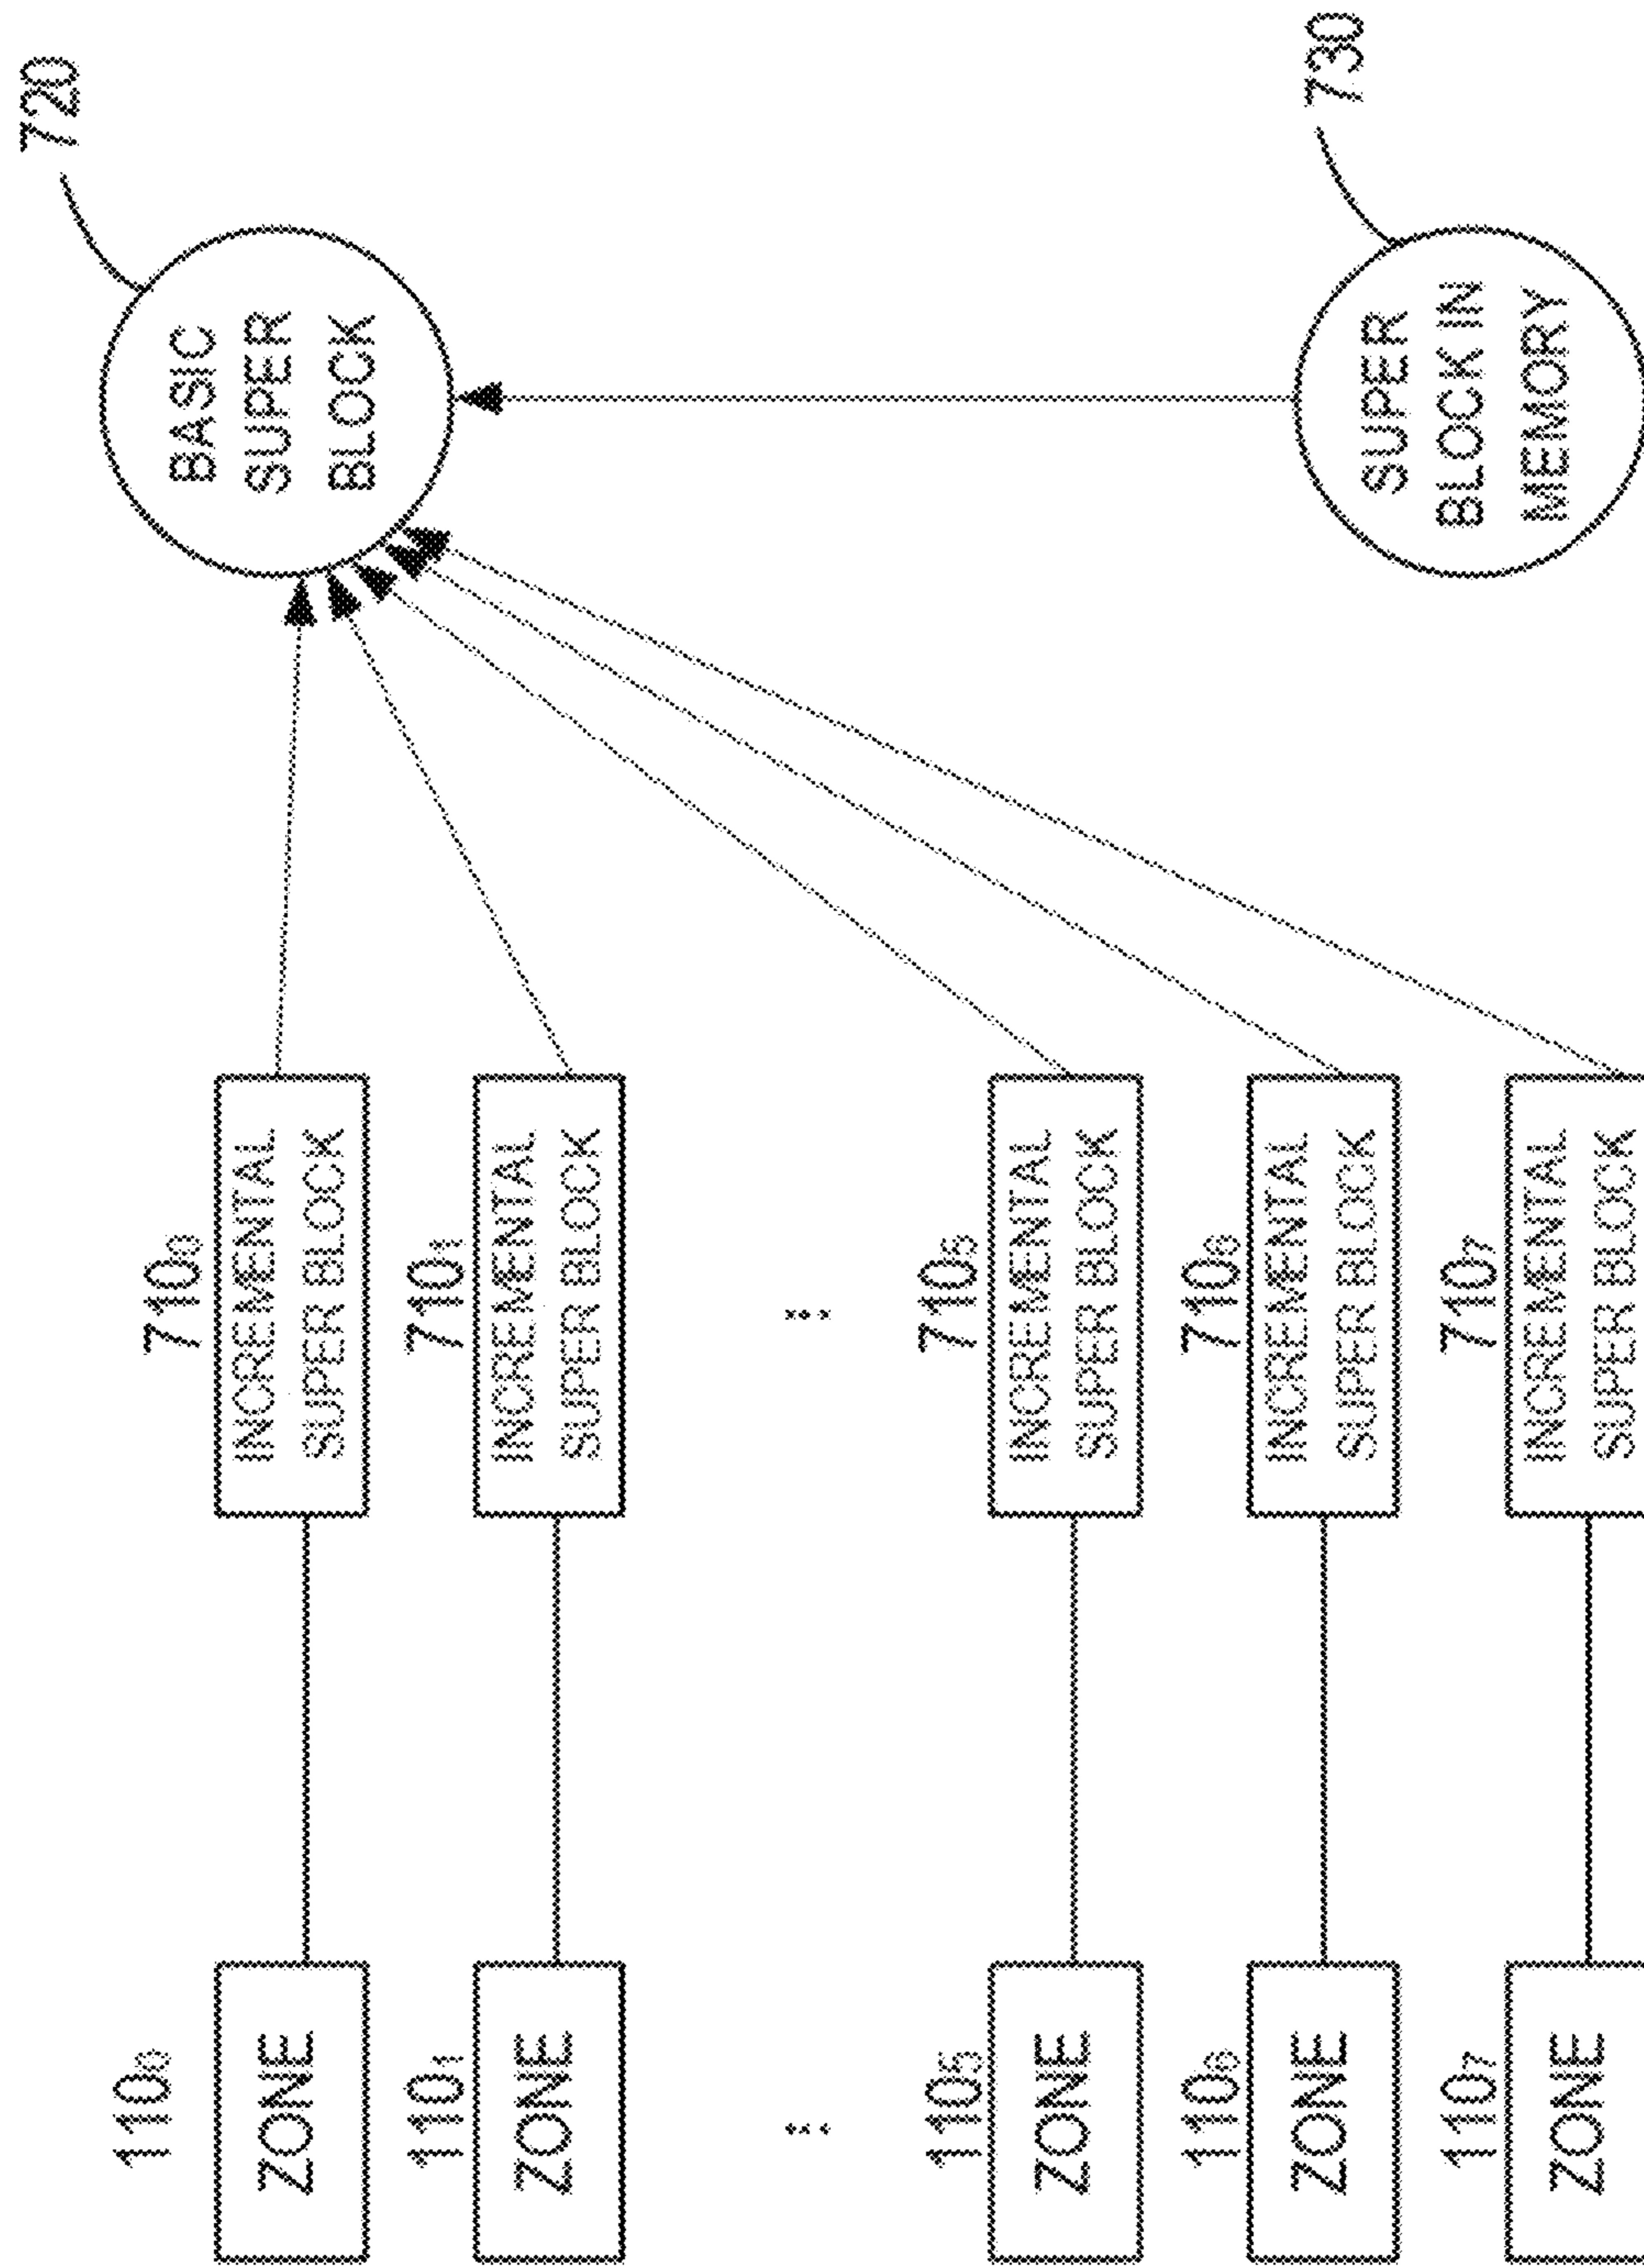 720
110₀
710₀
ZONE
INCREMENTAL
SUPER BLOCK
BASIC
SUPER
BLOCK
110₁
710₁
ZONE
INCREMENTAL
SUPER BLOCK
...
...
110₅
710₅
ZONE
INCREMENTAL
SUPER BLOCK
110₆
710₆
ZONE
INCREMENTAL
SUPER BLOCK
110₇
710₇
ZONE
INCREMENTAL
SUPER BLOCK
730
SUPER
BLOCK IN
MEMORY